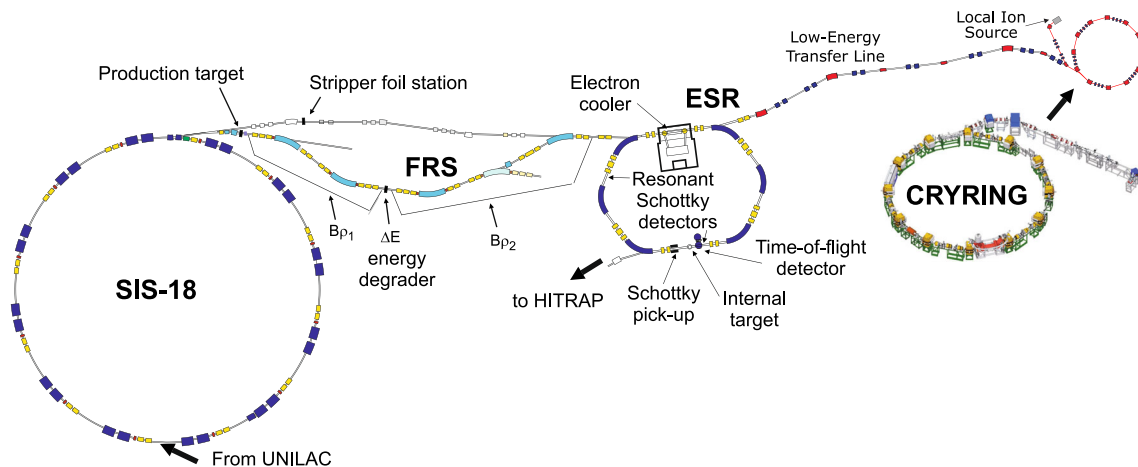 Production target
Stripper foil station
FRS
Bρ1
ΔE
energy
degrader
Bρ2
SIS-18
From UNILAC
Electron
cooler
ESR
Resonant
Schottky
detectors
Time-of-flight
detector
to HITRAP
Schottky
pick-up
Internal
target
Low-Energy
Transfer Line
Local Ion
Source
CRYRING